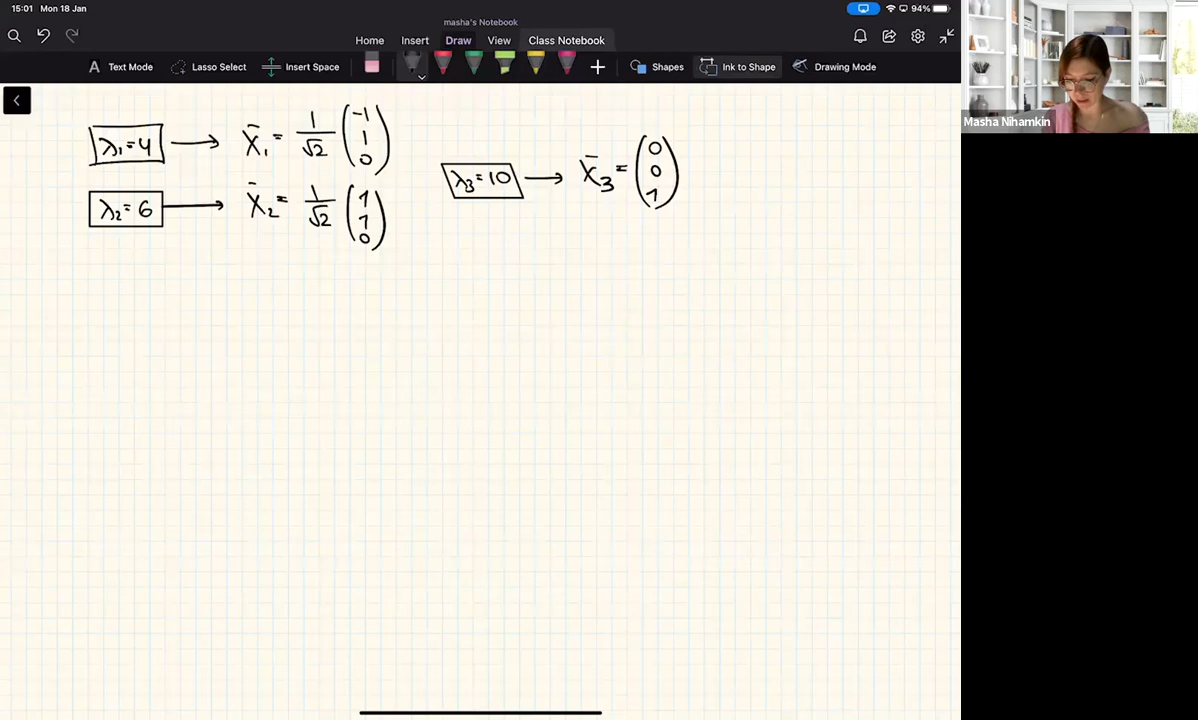 15:01 Mon 18 Jan
94%
masha's Notebook
Home Insert Draw View Class Notebook
Text Mode Lasso Select Insert Space Shapes Ink to Shape Drawing Mode
Masha Nihamkin
λ₁=4 → x̄₁ = 1/√2 (-1 1 0)
λ₂=6 → x̄₂ = 1/√2 (1 1 0)
λ₃=10 → x̄₃ = (0 0 1)